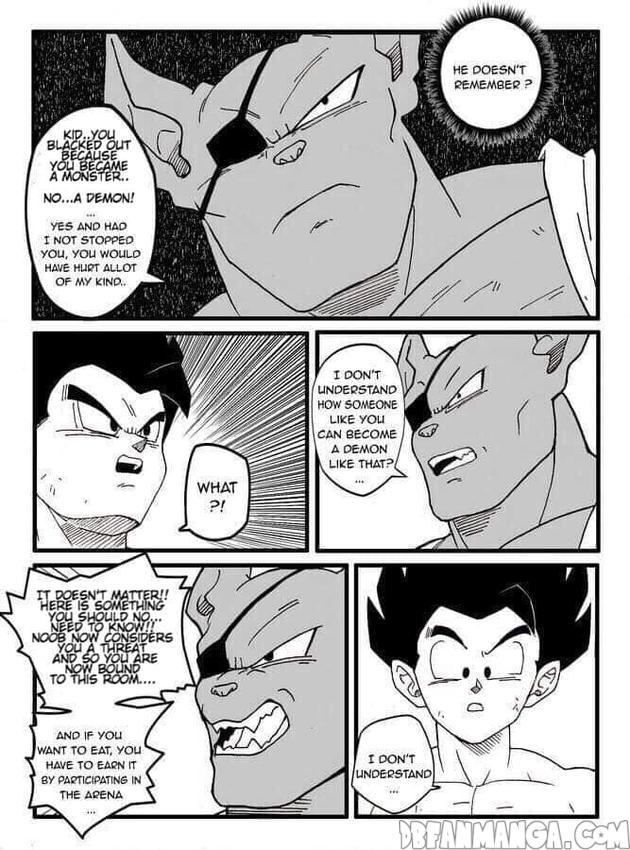 HE DOESN'T
REMEMBER ?
KID..YOU
BLACKED OUT
BECAUSE
YOU BECAME
A MONSTER..
NO...A DEMON!
...
YES AND HAD
I NOT STOPPED
YOU, YOU WOULD
HAVE HURT ALLOT
OF MY KIND..
WHAT
?!
I DON'T
UNDERSTAND
HOW SOMEONE
LIKE YOU
CAN BECOME
A DEMON
LIKE THAT?
...
IT DOESN'T MATTER!!
HERE IS SOMETHING
YOU SHOULD NO...
NEED TO KNOW!!
NOOB NOW CONSIDERS
YOU A THREAT
AND SO YOU ARE
NOW BOUND
TO THIS ROOM....
AND IF YOU
WANT TO EAT, YOU
HAVE TO EARN IT
BY PARTICIPATING IN
THE ARENA
...
I DON'T
UNDERSTAND
...
DBFANMANGA.COM